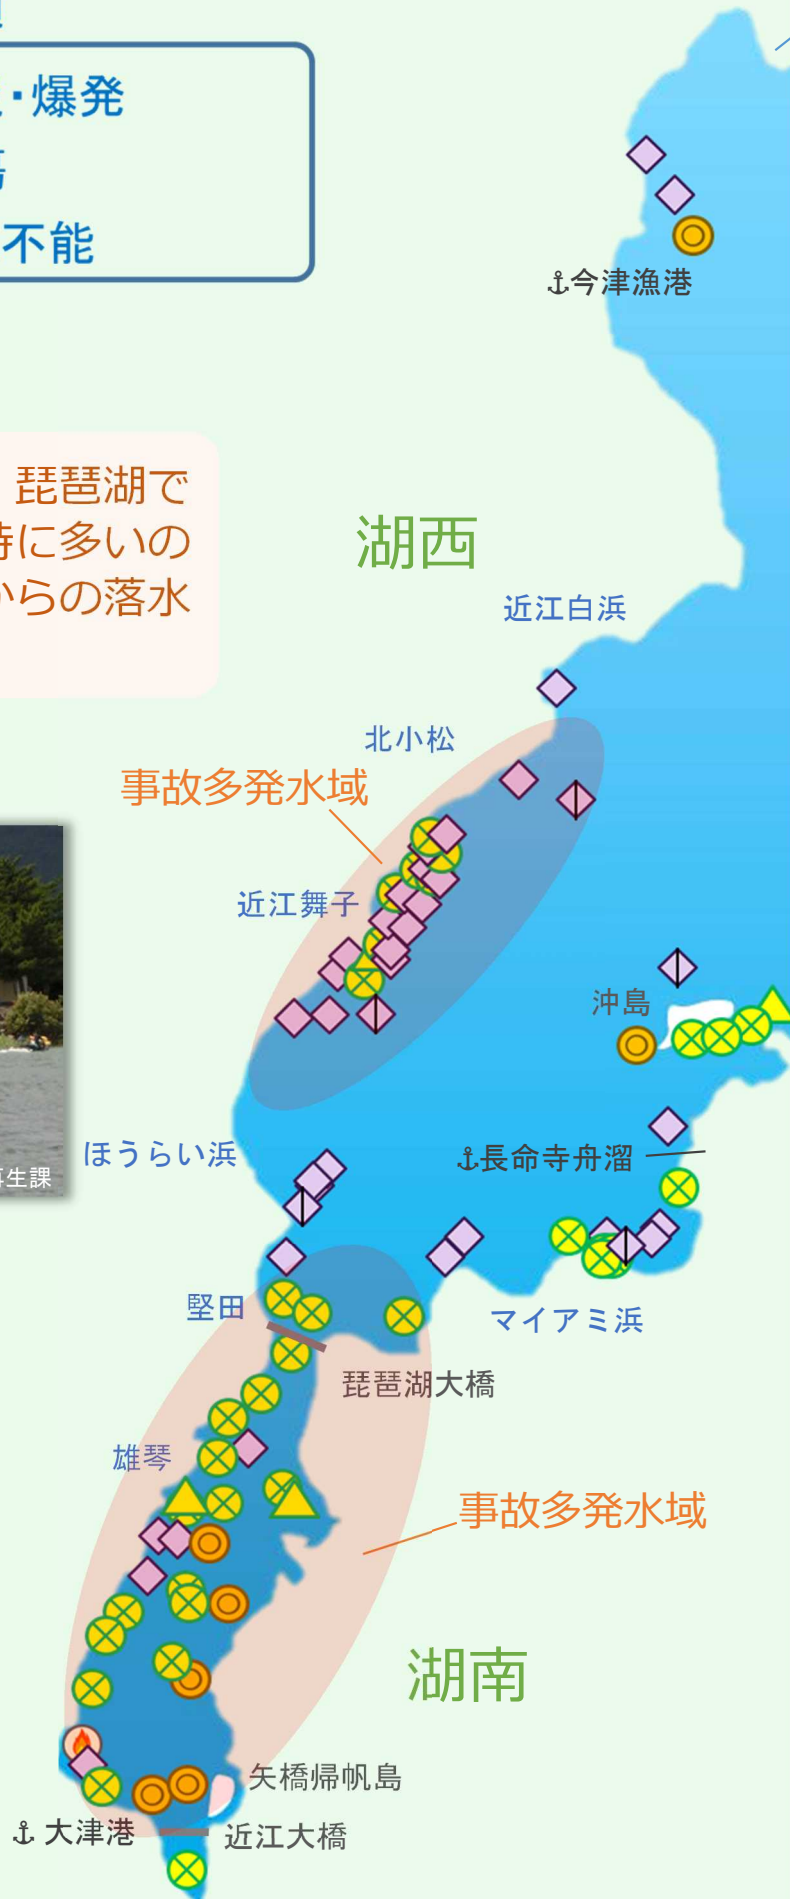 ・爆発
不能
琵琶湖で
に多いの
らの落水
⚓今津漁港
湖西
近江白浜
北小松
事故多発水域
近江舞子
沖島
生課
ほうらい浜
⚓長命寺舟溜
堅田
マイアミ浜
琵琶湖大橋
雄琴
事故多発水域
湖南
矢橋帰帆島
⚓大津港
近江大橋